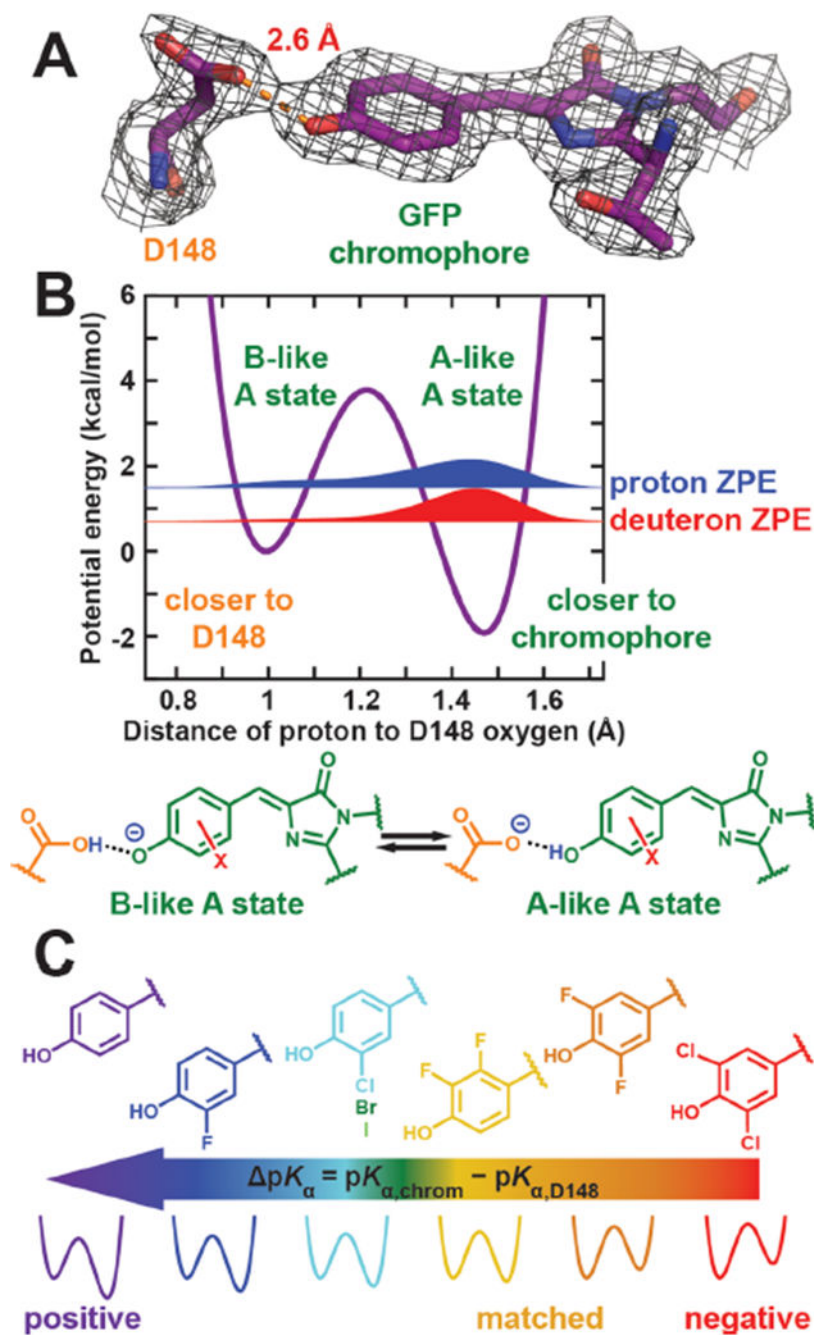 A
2.6 Å
D148
GFP
chromophore
B
Potential energy (kcal/mol)
6
4
2
0
-2
B-like
A state
A-like
A state
proton ZPE
deuteron ZPE
closer to
D148
closer to
chromophore
0.8 1 1.2 1.4 1.6
Distance of proton to D148 oxygen (Å)
O
OH
⊖
O
X
O
N
N
B-like A state
O
O
⊖
HO
X
O
N
N
A-like A state
C
HO
HO
F
HO
Cl
Br
I
F
F
HO
F
HO
F
Cl
HO
Cl
ΔpKα = pKα,chrom − pKα,D148
positive
matched
negative